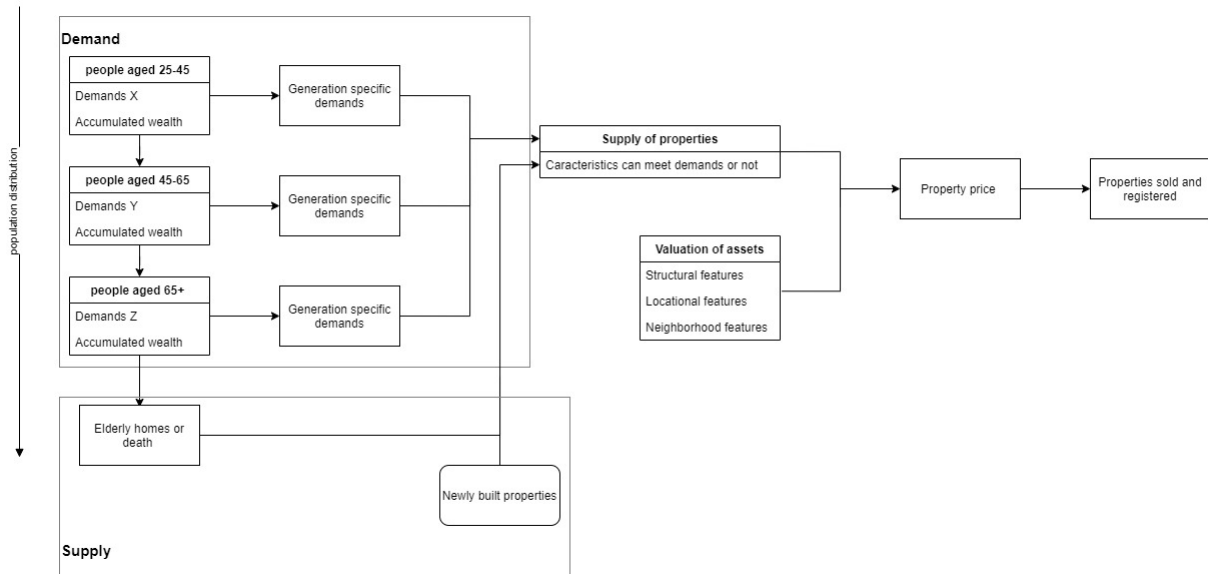 population distribution
Demand
people aged 25-45
Demands X
Accumulated wealth
Generation specific
demands
people aged 45-65
Demands Y
Accumulated wealth
Generation specific
demands
people aged 65+
Demands Z
Accumulated wealth
Generation specific
demands
Supply of properties
Caracteristics can meet demands or not
Valuation of assets
Structural features
Locational features
Neighborhood features
Property price
Properties sold and
registered
Elderly homes or
death
Newly built properties
Supply